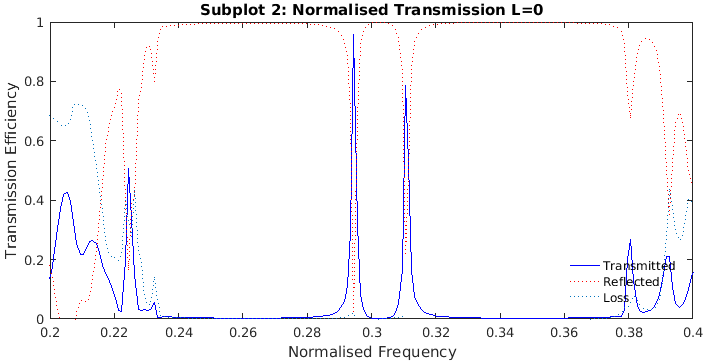 Subplot 2: Normalised Transmission L=0
1
0.8
0.6
0.4
0.2
0
Transmission Efficiency
Transmitted
Reflected
Loss
0.2 0.22 0.24 0.26 0.28 0.3 0.32 0.34 0.36 0.38 0.4
Normalised Frequency